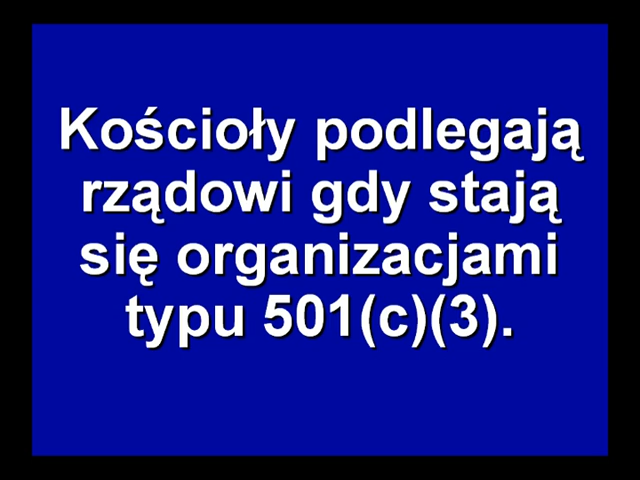 Kościoły podlegają
rządowi gdy stają
się organizacjami
typu 501(c)(3).